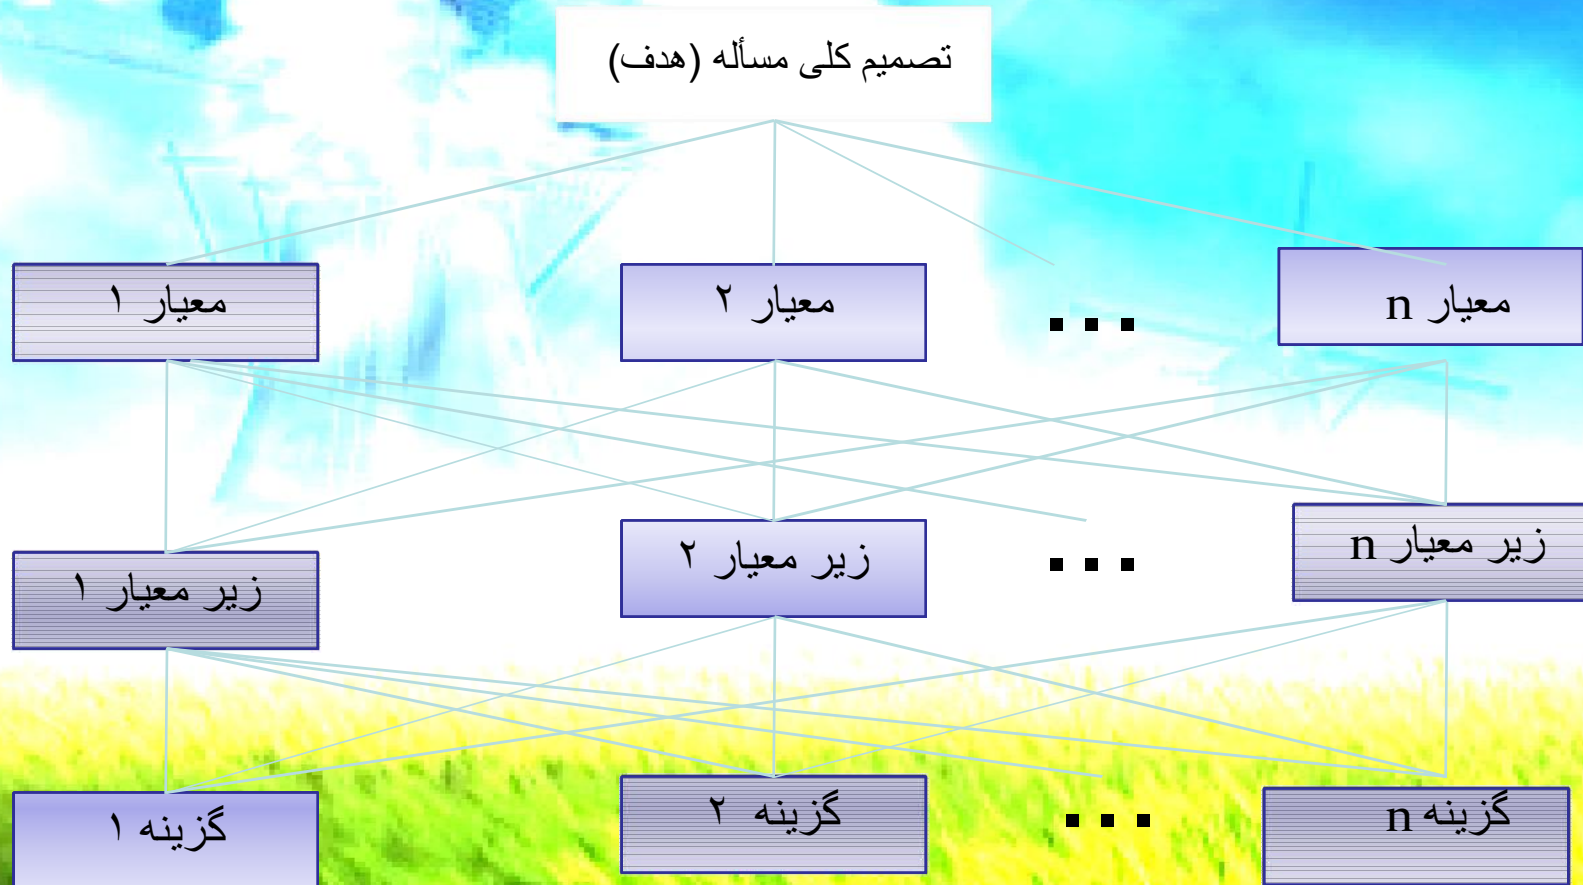 تصمیم کلی مسأله (هدف)
معیار ۱
معیار ۲
...
معیار n
زیر معیار ۱
زیر معیار ۲
...
زیر معیار n
گزینه ۱
گزینه ۲
...
گزینه n